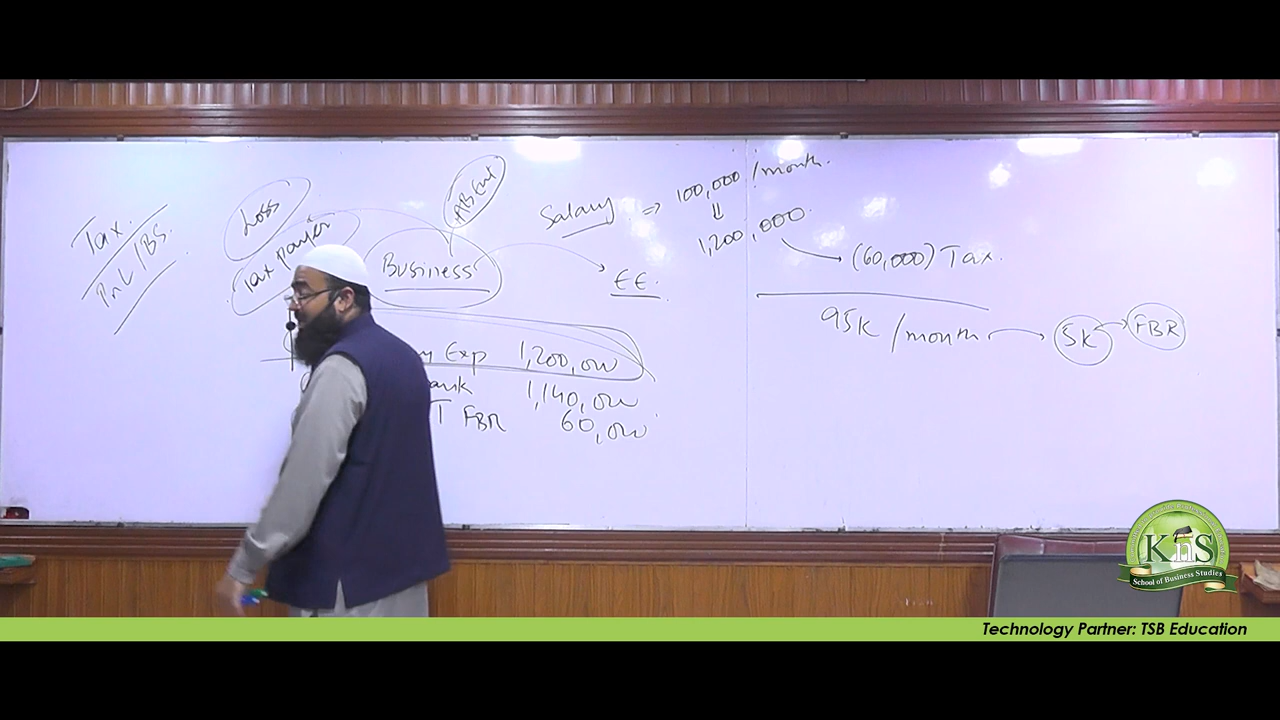 Tax.
PnL/BS.
Loss
Tax payer
ABC Ent
Business
EE.
Salary ⇒ 100,000/month.
⇓
1,200,000.
(60,000) Tax.
95K/month → 5K → FBR
Exp 1,200,000
1,140,000
T FBR 60,000
KnS
School of Business Studies
Technology Partner: TSB Education